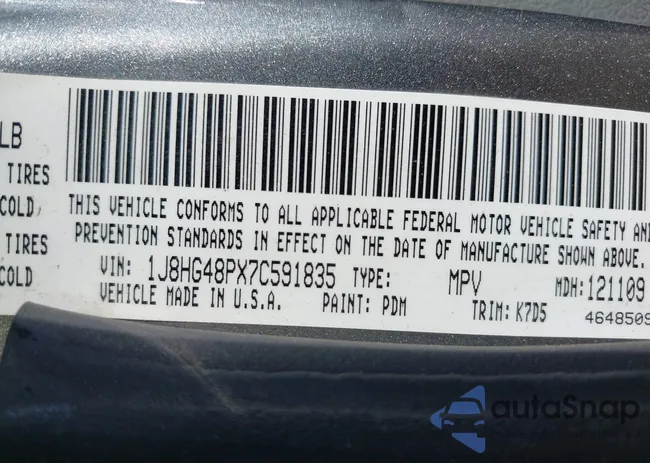 LB
TIRES
COLD,
TIRES
COLD
THIS VEHICLE CONFORMS TO ALL APPLICABLE FEDERAL MOTOR VEHICLE SAFETY AND
PREVENTION STANDARDS IN EFFECT ON THE DATE OF MANUFACTURE SHOWN ABOVE.
VIN: 1J8HG48PX7C591835 TYPE: MPV MDH: 121109
VEHICLE MADE IN U.S.A. PAINT: PDM TRIM: K7D5
4648509
autoSnap